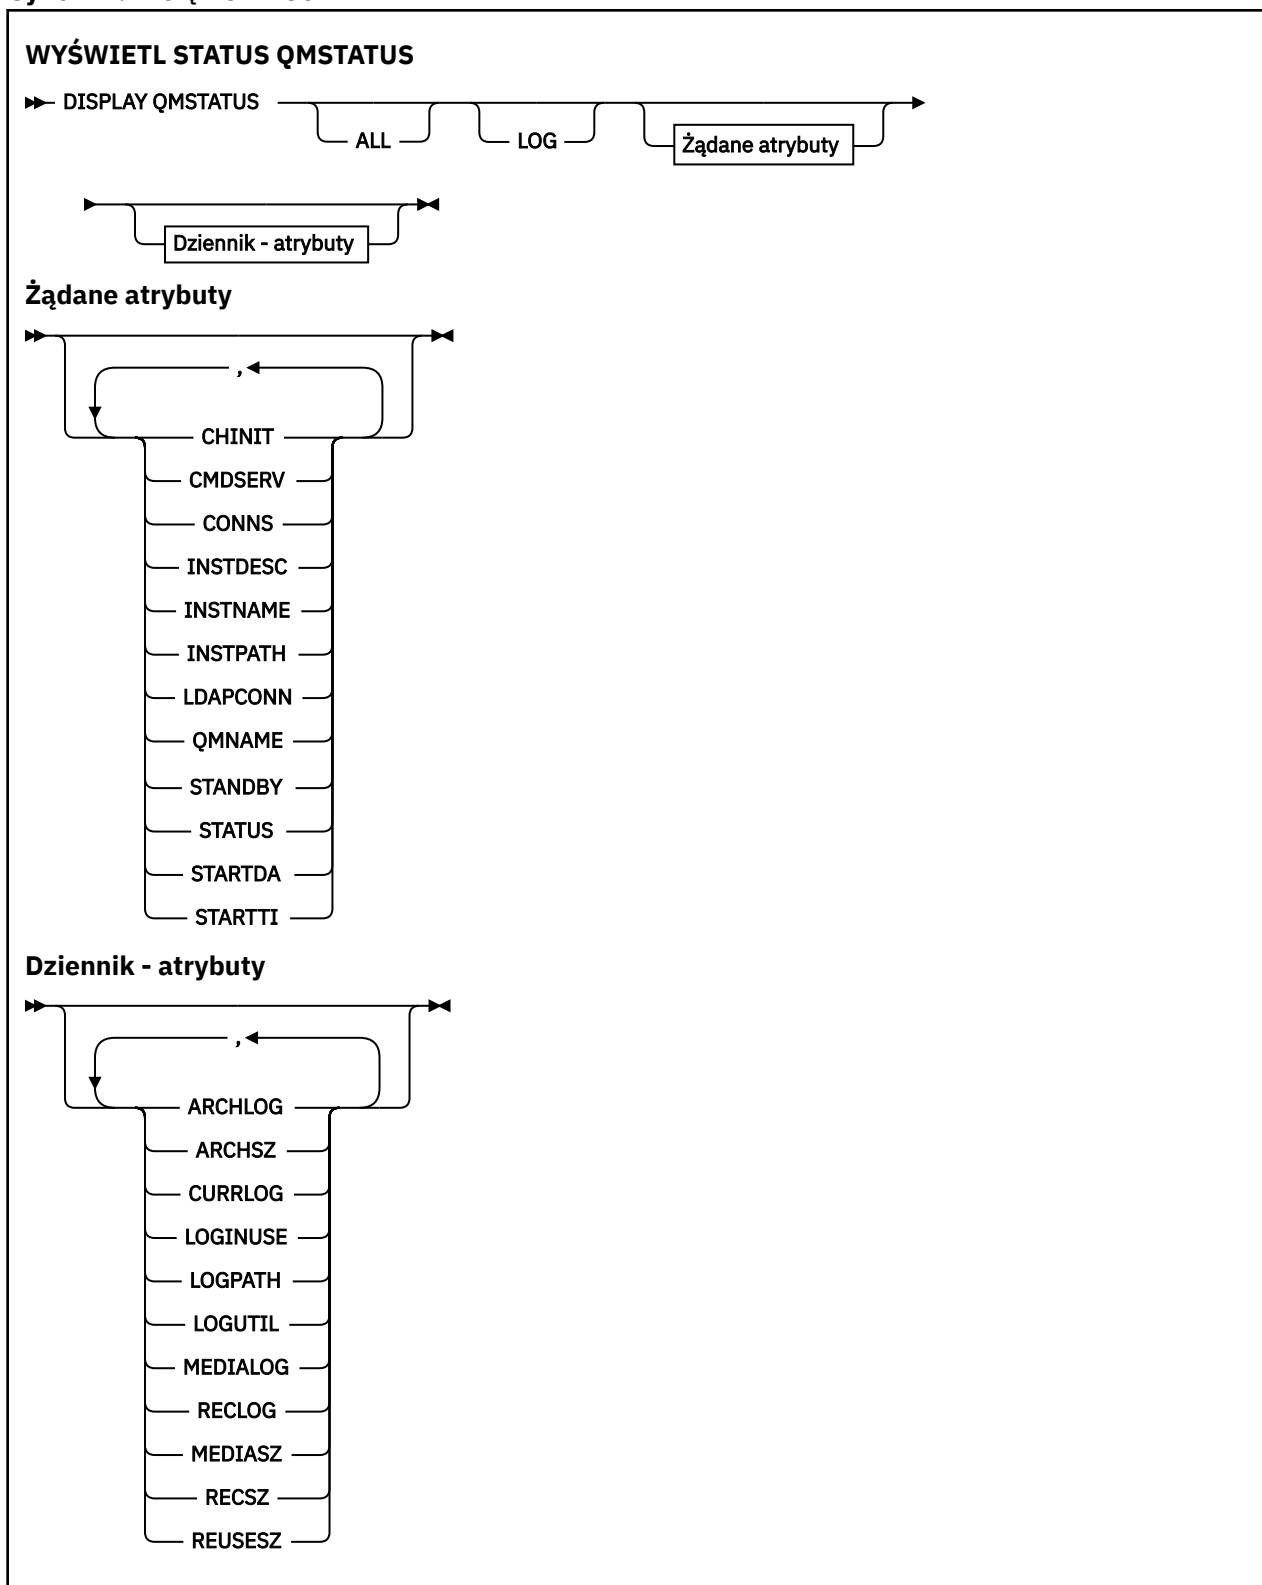 WYŚWIETL STATUS QMSTATUS
DISPLAY QMSTATUS
ALL
LOG
Żądane atrybuty
Dziennik - atrybuty
Żądane atrybuty
,
CHINIT
CMDSERV
CONNS
INSTDESC
INSTNAME
INSTPATH
LDAPCONN
QMNAME
STANDBY
STATUS
STARTDA
STARTTI
Dziennik - atrybuty
,
ARCHLOG
ARCHSZ
CURRLOG
LOGINUSE
LOGPATH
LOGUTIL
MEDIALOG
RECLOG
MEDIASZ
RECSZ
REUSESZ